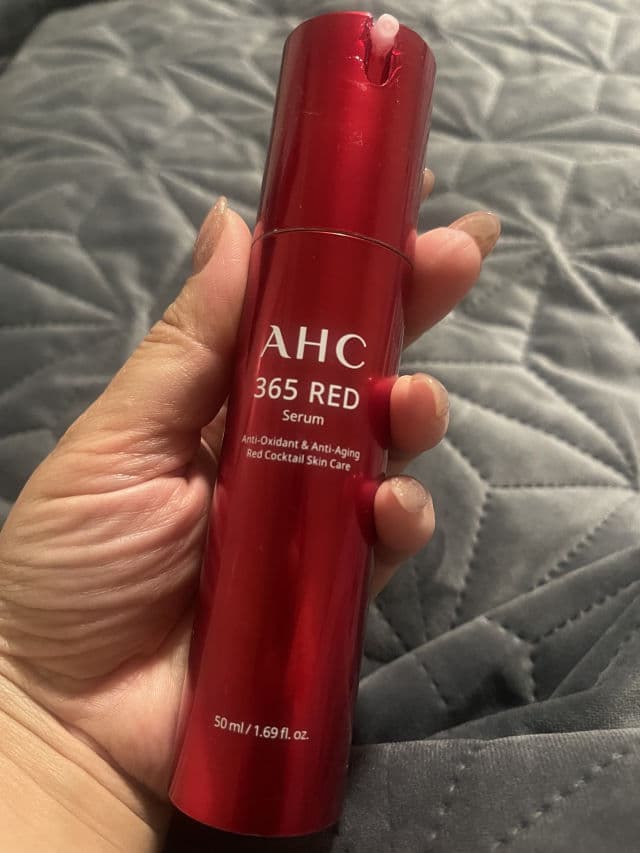 AHC
365 RED
Serum
Anti-Oxidant & Anti-Aging
Red Cocktail Skin Care
50 ml / 1.69 fl. oz.